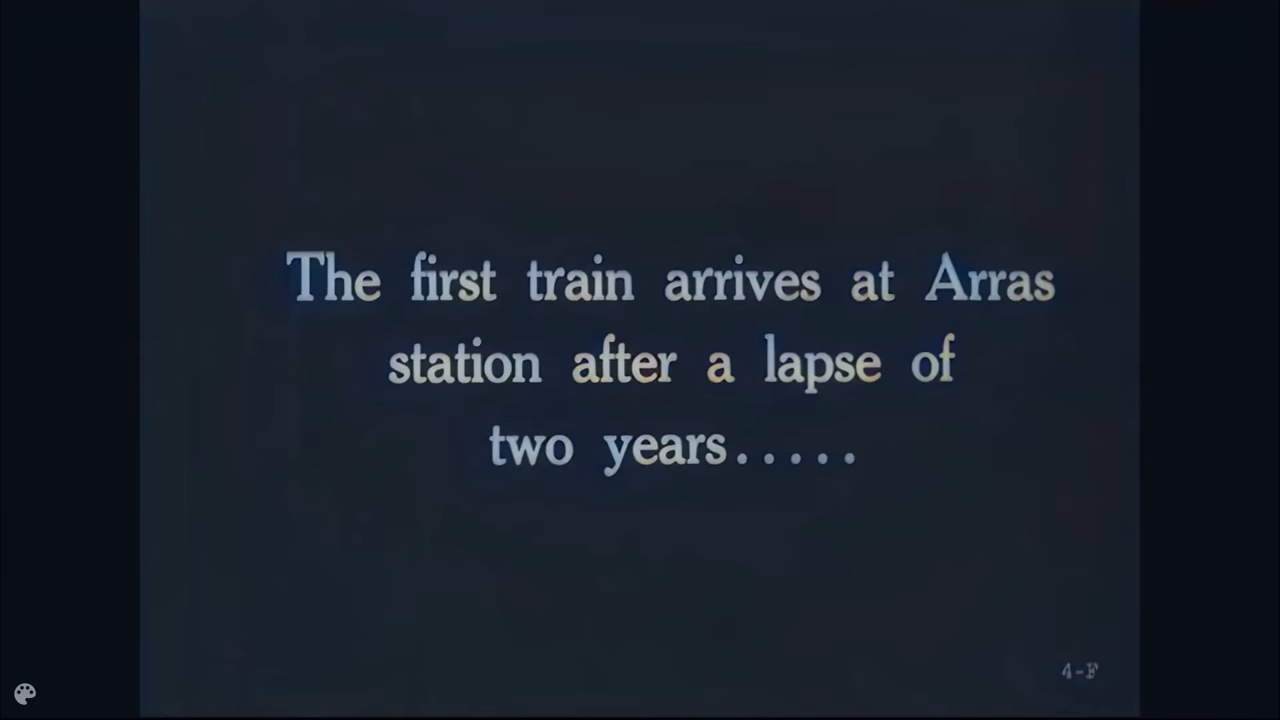 The first train arrives at Arras
station after a lapse of
two years.....
4-F